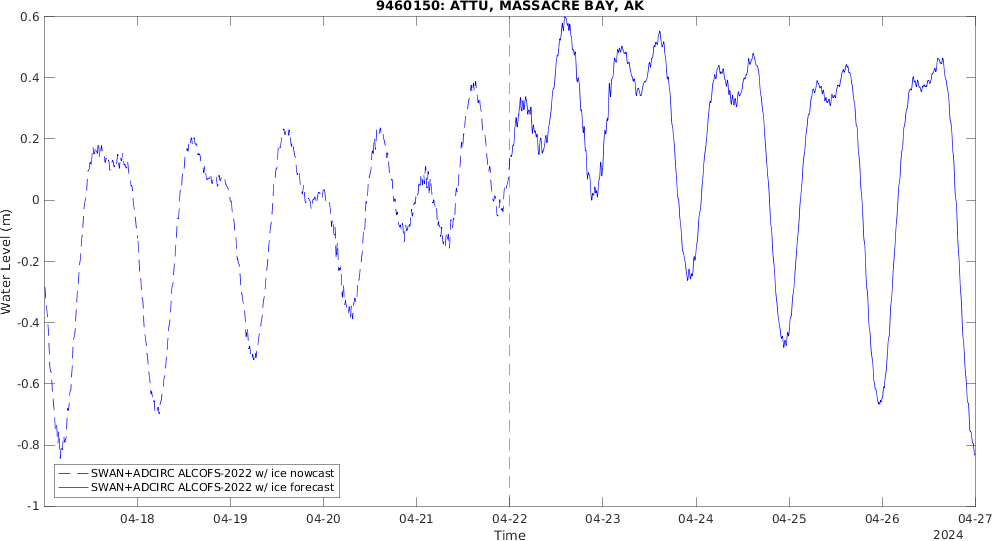 9460150: ATTU, MASSACRE BAY, AK
0.6
0.4
0.2
0
-0.2
-0.4
-0.6
-0.8
-1
Water Level (m)
SWAN+ADCIRC ALCOFS-2022 w/ ice nowcast
SWAN+ADCIRC ALCOFS-2022 w/ ice forecast
04-18 04-19 04-20 04-21 04-22 04-23 04-24 04-25 04-26 04-27
Time
2024